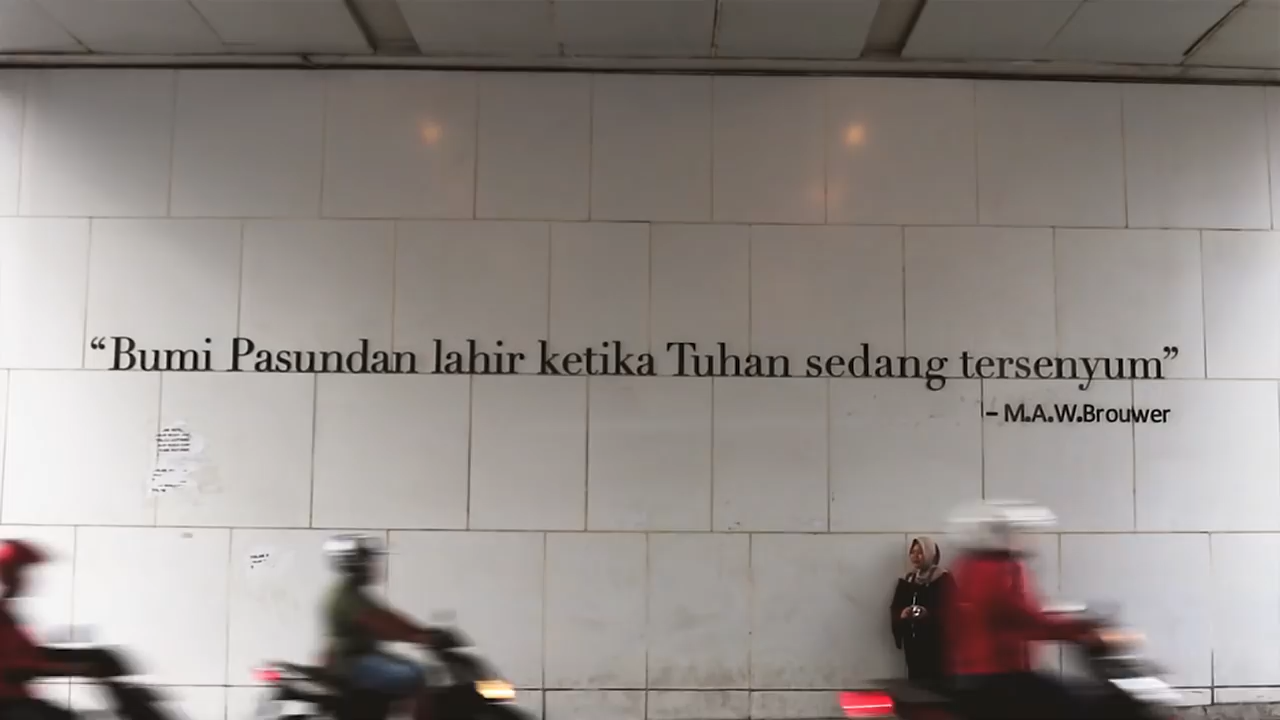 “Bumi Pasundan lahir ketika Tuhan sedang tersenyum”
– M.A.W.Brouwer